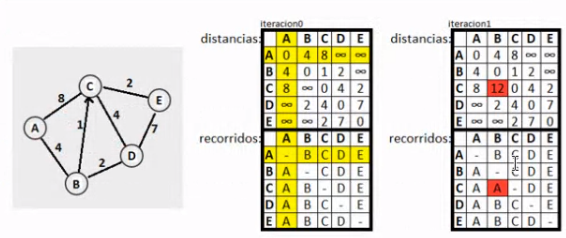 iteracion0
distancias:
A B C D E
A 0 4 8 ∞ ∞
B 4 0 1 2 ∞
C 8 ∞ 0 4 2
D ∞ 2 4 0 7
E ∞ ∞ 2 7 0
recorridos:
A B C D E
A - B C D E
B A - C D E
C A B - D E
D A B C - E
E A B C D -
iteracion1
distancias:
A B C D E
A 0 4 8 ∞ ∞
B 4 0 1 2 ∞
C 8 12 0 4 2
D ∞ 2 4 0 7
E ∞ ∞ 2 7 0
recorridos:
A B C D E
A - B C D E
B A - C D E
C A A - D E
D A B C - E
E A B C D -
C
2
E
8
4
A
1
7
4
D
2
B